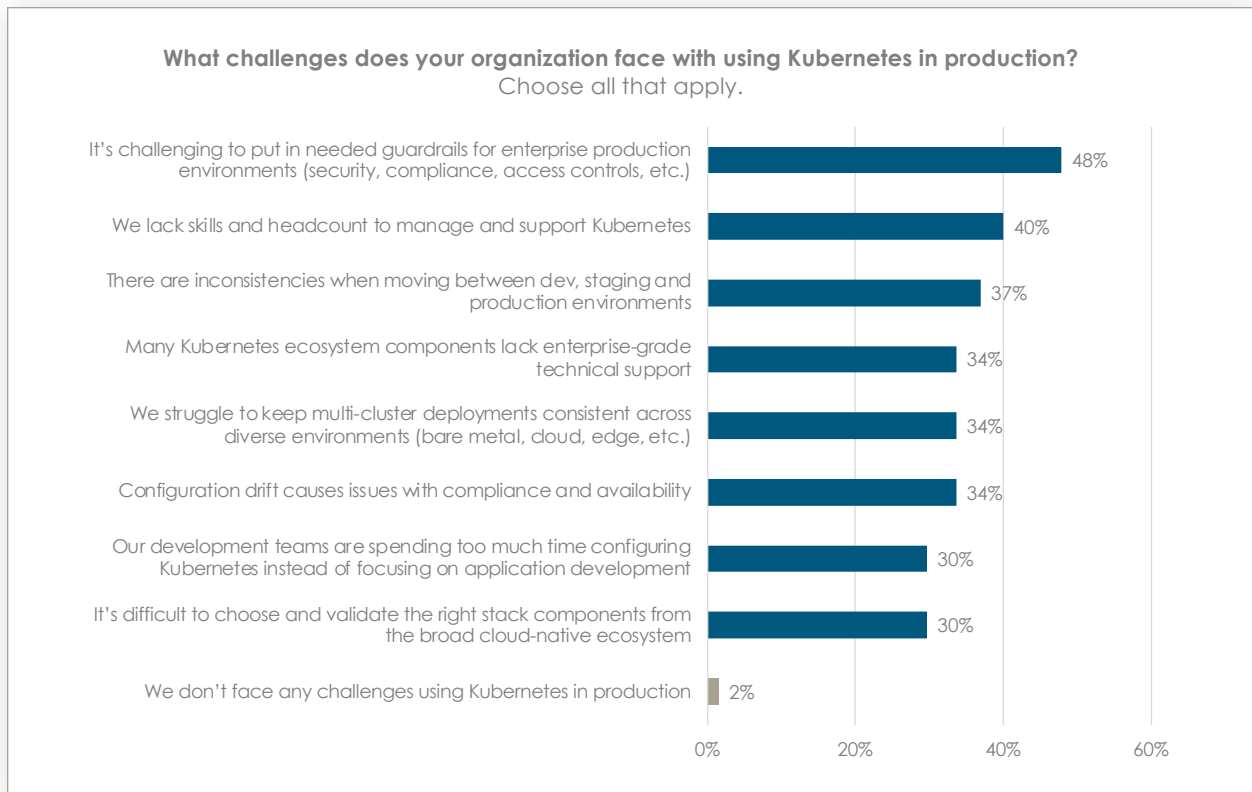 What challenges does your organization face with using Kubernetes in production?
Choose all that apply.
It’s challenging to put in needed guardrails for enterprise production
environments (security, compliance, access controls, etc.)
48%
We lack skills and headcount to manage and support Kubernetes
40%
There are inconsistencies when moving between dev, staging and
production environments
37%
Many Kubernetes ecosystem components lack enterprise-grade
technical support
34%
We struggle to keep multi-cluster deployments consistent across
diverse environments (bare metal, cloud, edge, etc.)
34%
Configuration drift causes issues with compliance and availability
34%
Our development teams are spending too much time configuring
Kubernetes instead of focusing on application development
30%
It’s difficult to choose and validate the right stack components from
the broad cloud-native ecosystem
30%
We don’t face any challenges using Kubernetes in production
2%
0% 20% 40% 60%